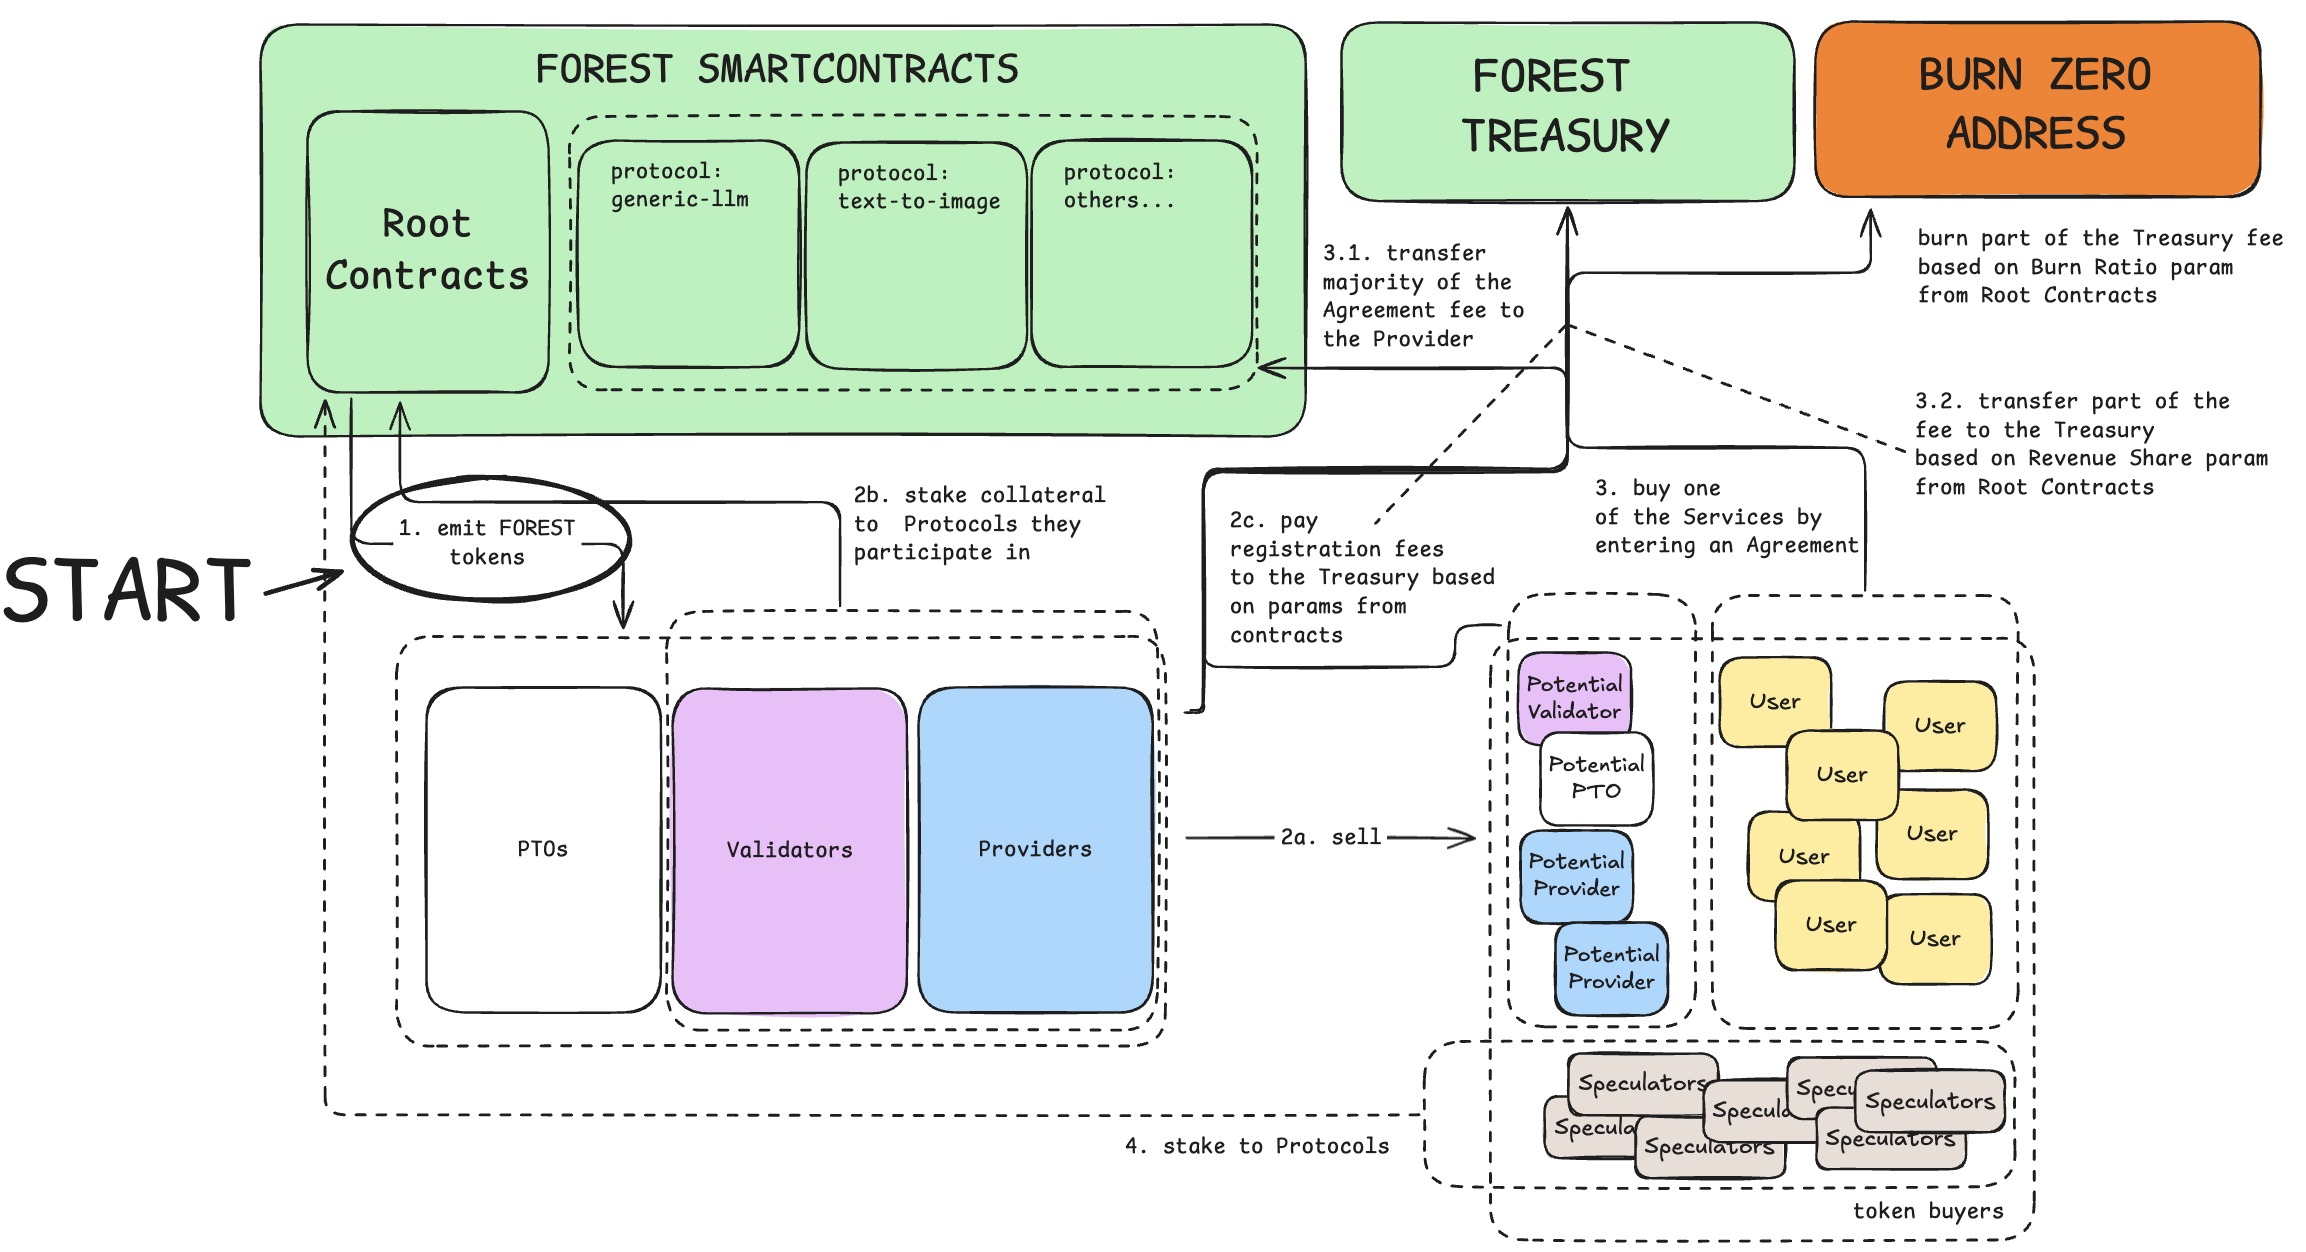 FOREST SMARTCONTRACTS
Root
Contracts
protocol:
generic-llm
protocol:
text-to-image
protocol:
others...
FOREST
TREASURY
BURN ZERO
ADDRESS
3.1. transfer
majority of the
Agreement fee to
the Provider
burn part of the Treasury fee
based on Burn Ratio param
from Root Contracts
3.2. transfer part of the
fee to the Treasury
based on Revenue Share param
from Root Contracts
START
1. emit FOREST
tokens
2b. stake collateral
to Protocols they
participate in
2c. pay
registration fees
to the Treasury based
on params from
contracts
3. buy one
of the Services by
entering an Agreement
PTOs
Validators
Providers
2a. sell
Potential
Validator
Potential
PTO
Potential
Provider
Potential
Provider
User
User
User
User
User
User
User
Speculators
Specula
Speculators
Specula
Specu
Speculators
Speculators
4. stake to Protocols
token buyers